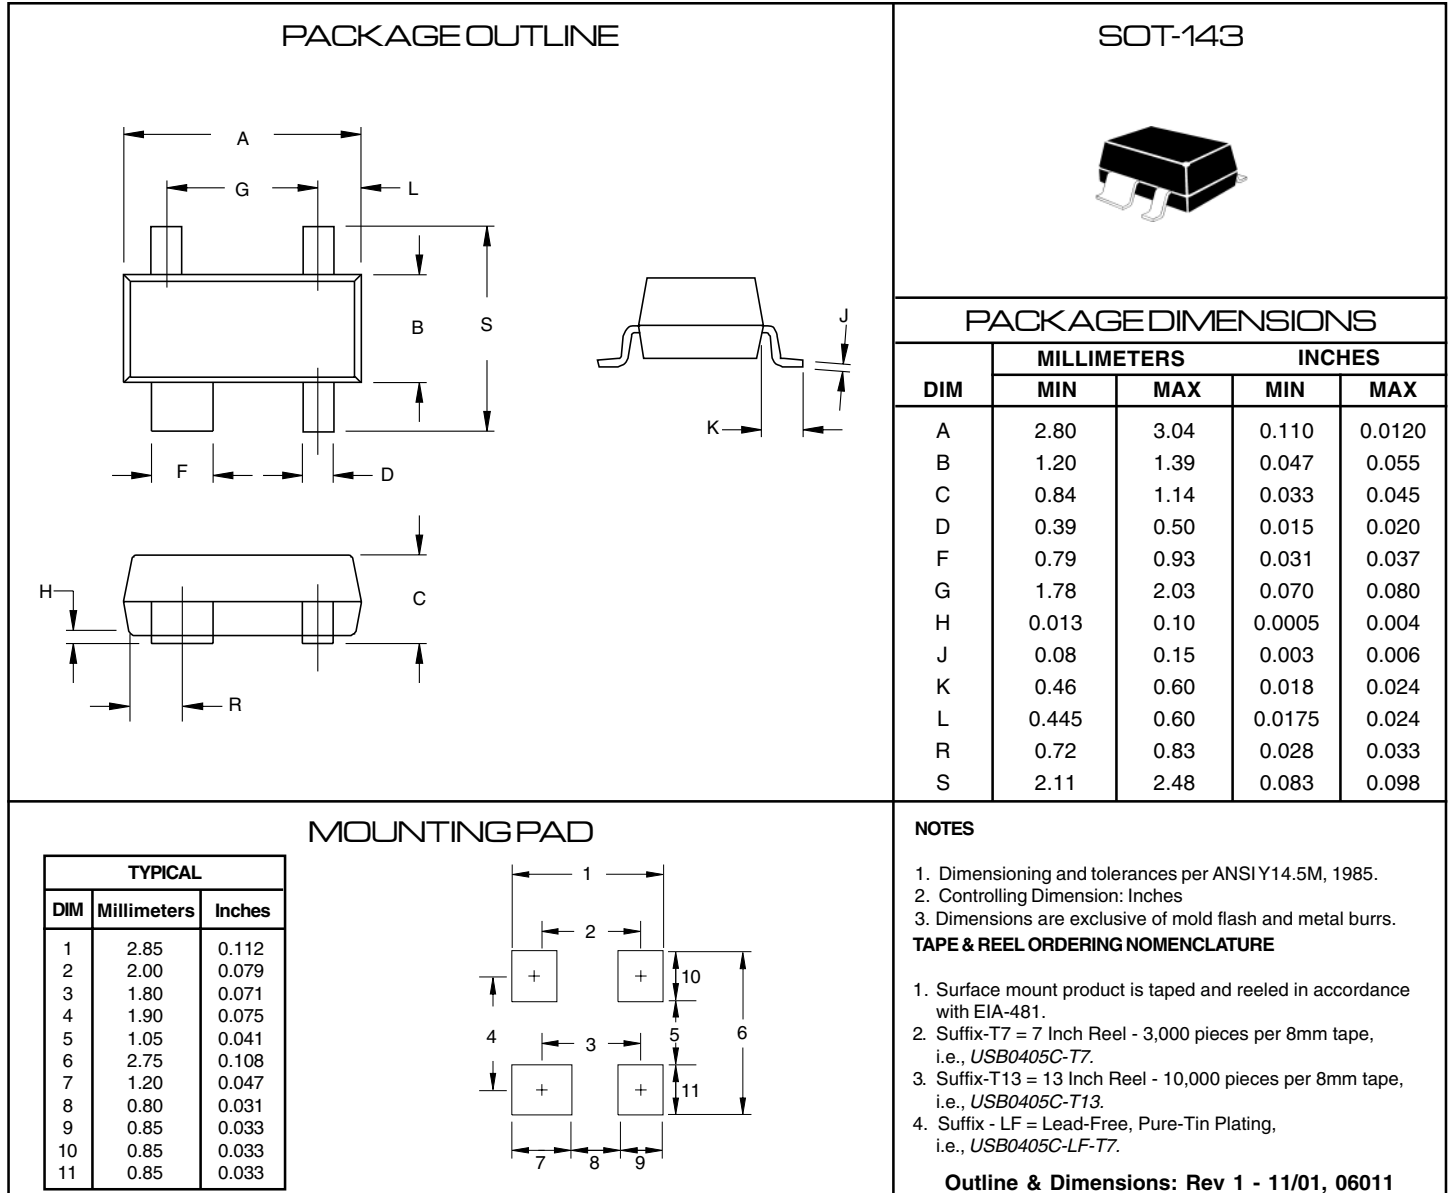 PACKAGE OUTLINE
A
G
L
B
S
F
D
J
K
H
C
R
SOT-143
PACKAGE DIMENSIONS
MILLIMETERS INCHES
DIM MIN MAX MIN MAX
A 2.80 3.04 0.110 0.0120
B 1.20 1.39 0.047 0.055
C 0.84 1.14 0.033 0.045
D 0.39 0.50 0.015 0.020
F 0.79 0.93 0.031 0.037
G 1.78 2.03 0.070 0.080
H 0.013 0.10 0.0005 0.004
J 0.08 0.15 0.003 0.006
K 0.46 0.60 0.018 0.024
L 0.445 0.60 0.0175 0.024
R 0.72 0.83 0.028 0.033
S 2.11 2.48 0.083 0.098
MOUNTING PAD
TYPICAL
DIM Millimeters Inches
1 2.85 0.112
2 2.00 0.079
3 1.80 0.071
4 1.90 0.075
5 1.05 0.041
6 2.75 0.108
7 1.20 0.047
8 0.80 0.031
9 0.85 0.033
10 0.85 0.033
11 0.85 0.033
1
2
10
4
3
5
6
11
7
8
9
NOTES
1. Dimensioning and tolerances per ANSI Y14.5M, 1985.
2. Controlling Dimension: Inches
3. Dimensions are exclusive of mold flash and metal burrs.
TAPE & REEL ORDERING NOMENCLATURE
1. Surface mount product is taped and reeled in accordance
with EIA-481.
2. Suffix-T7 = 7 Inch Reel - 3,000 pieces per 8mm tape,
i.e., USB0405C-T7.
3. Suffix-T13 = 13 Inch Reel - 10,000 pieces per 8mm tape,
i.e., USB0405C-T13.
4. Suffix - LF = Lead-Free, Pure-Tin Plating,
i.e., USB0405C-LF-T7.
Outline & Dimensions: Rev 1 - 11/01, 06011